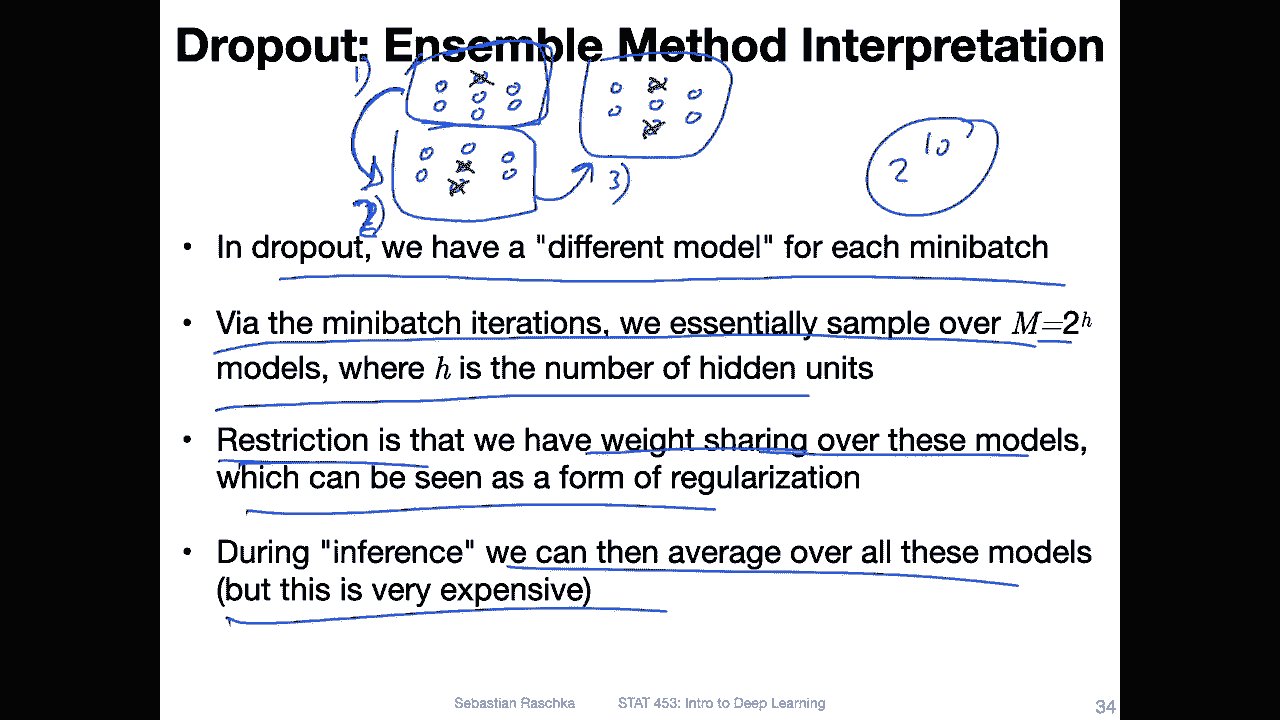 Dropout: Ensemble Method Interpretation
1)
2)
3)
2 10
• In dropout, we have a "different model" for each minibatch
• Via the minibatch iterations, we essentially sample over M=2ʰ
models, where h is the number of hidden units
• Restriction is that we have weight sharing over these models,
which can be seen as a form of regularization
• During "inference" we can then average over all these models
(but this is very expensive)
Sebastian Raschka STAT 453: Intro to Deep Learning 34